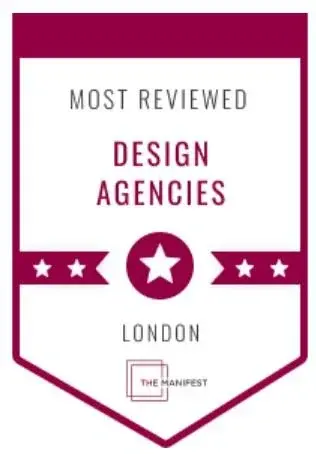 MOST REVIEWED
DESIGN
AGENCIES
LONDON
THE MANIFEST